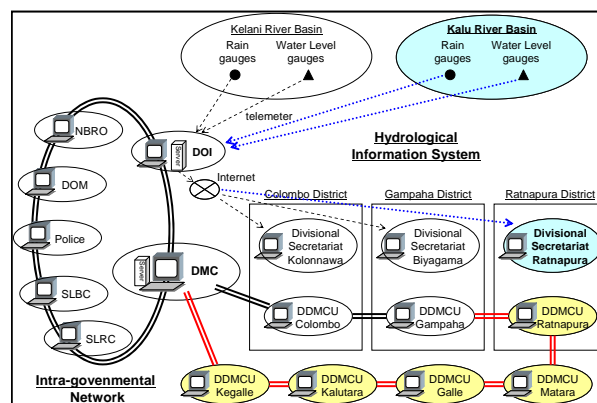 Kelani River Basin
Rain
gauges
Water Level
gauges
Kalu River Basin
Rain
gauges
Water Level
gauges
telemeter
Hydrological
Information System
NBRO
DOM
Police
SLBC
SLRC
Server
DOI
Internet
Server
DMC
Colombo District
Gampaha District
Ratnapura District
Divisional
Secretariat
Kolonnawa
Divisional
Secretariat
Biyagama
Divisional
Secretariat
Ratnapura
DDMCU
Colombo
DDMCU
Gampaha
DDMCU
Ratnapura
DDMCU
Kegalle
DDMCU
Kalutara
DDMCU
Galle
DDMCU
Matara
Intra-govenmental
Network